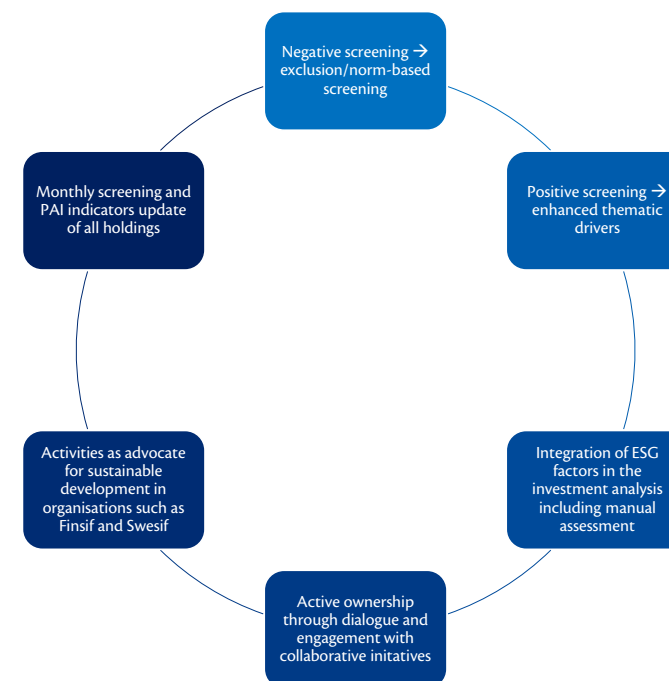 Negative screening →
exclusion/norm-based
screening
Positive screening →
enhanced thematic
drivers
Integration of ESG
factors in the
investment analysis
including manual
assessment
Active ownership
through dialogue and
engagement with
collaborative initatives
Activities as advocate
for sustainable
development in
organisations such as
Finsif and Swesif
Monthly screening and
PAI indicators update
of all holdings